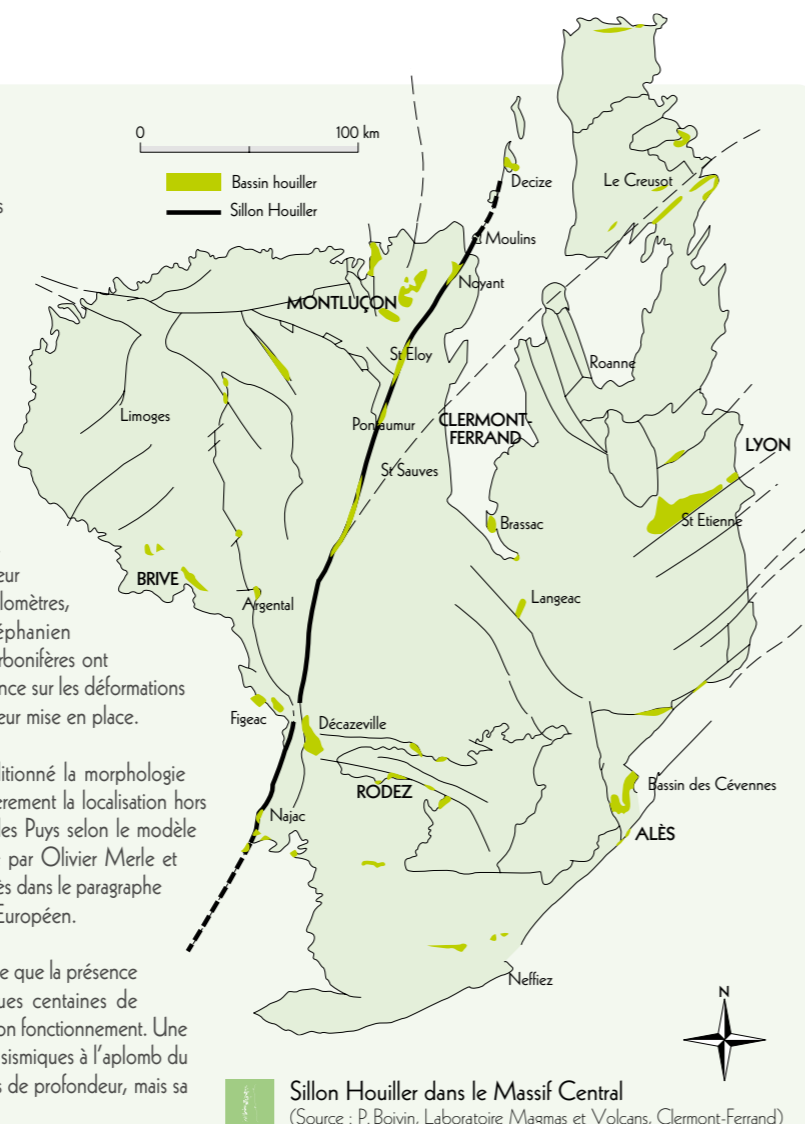 0 100 km
Bassin houiller
Sillon Houiller
s
Decize
Le Creusot
Moulins
Noyant
MONTLUÇON
St Eloy
Roanne
Limoges
Pontaumur
CLERMONT-
FERRAND
LYON
St Sauves
Brassac
St Etienne
BRIVE
Argental
Langeac
eur
lomètres,
éphanien
rbonifères ont
nce sur les déformations
eur mise en place.
Figeac
Décazeville
ditionné la morphologie
èrement la localisation hors
des Puys selon le modèle
é par Olivier Merle et
ès dans le paragraphe
Européen.
RODEZ
Bassin des Cévennes
Najac
ALÈS
e que la présence
ues centaines de
on fonctionnement. Une
sismiques à l'aplomb du
s de profondeur, mais sa
Neffiez
N
Sillon Houiller dans le Massif Central
(Source : P. Boivin, Laboratoire Magmas et Volcans, Clermont-Ferrand)